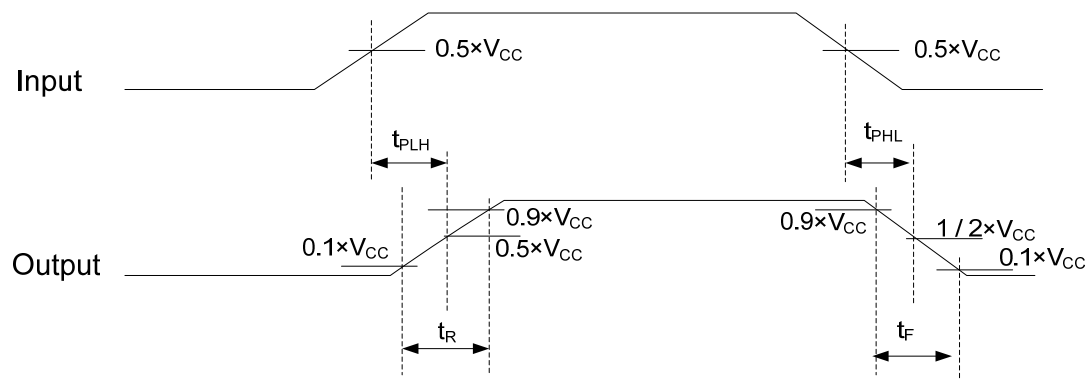 0.5×VCC
0.5×VCC
Input
tPLH
tPHL
0.9×VCC
0.9×VCC
0.5×VCC
1 / 2×VCC
0.1×VCC
0.1×VCC
Output
tR
tF